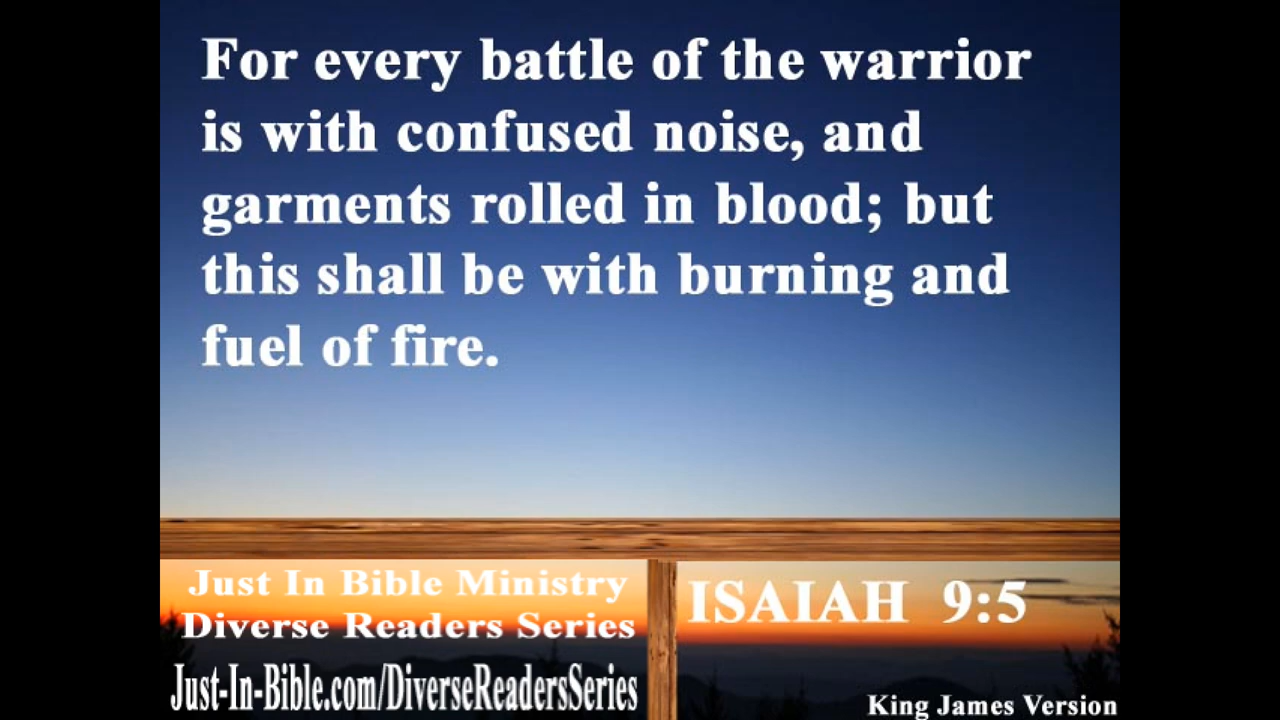 For every battle of the warrior
is with confused noise, and
garments rolled in blood; but
this shall be with burning and
fuel of fire.
Just In Bible Ministry
Diverse Readers Series
Just-In-Bible.com/DiverseReadersSeries
ISAIAH 9:5
King James Version